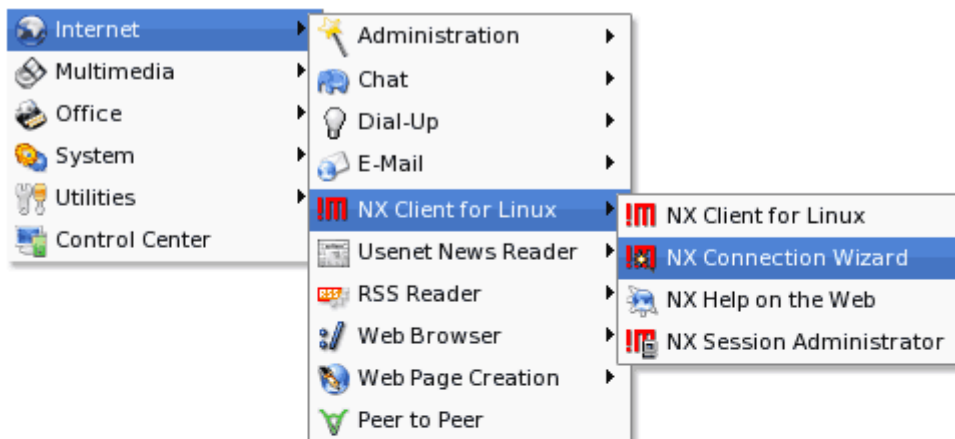 Internet
Multimedia
Office
System
Utilities
Control Center
Administration
Chat
Dial-Up
E-Mail
NX Client for Linux
Usenet News Reader
RSS Reader
Web Browser
Web Page Creation
Peer to Peer
NX Client for Linux
NX Connection Wizard
NX Help on the Web
NX Session Administrator